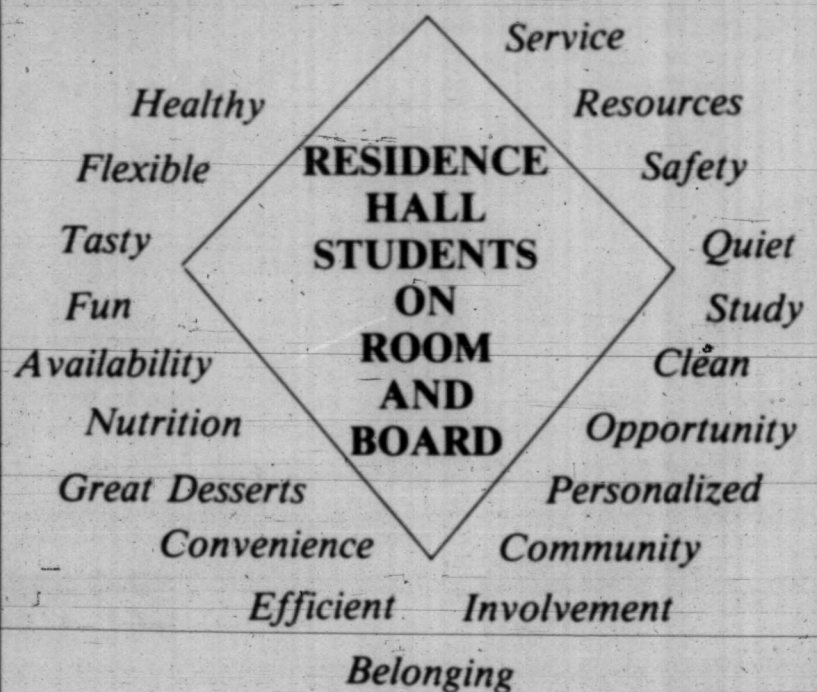 Service
Healthy
Resources
RESIDENCE
Flexible
Safety
HALL
Tasty
STUDENTS
Quiet
Fun
ON
Study
Availability
ROOM
Clean
AND
Nutrition
BOARD
Opportunity
Great Desserts
Personalized
Convenience
Community
Efficient
Involvement
Belonging